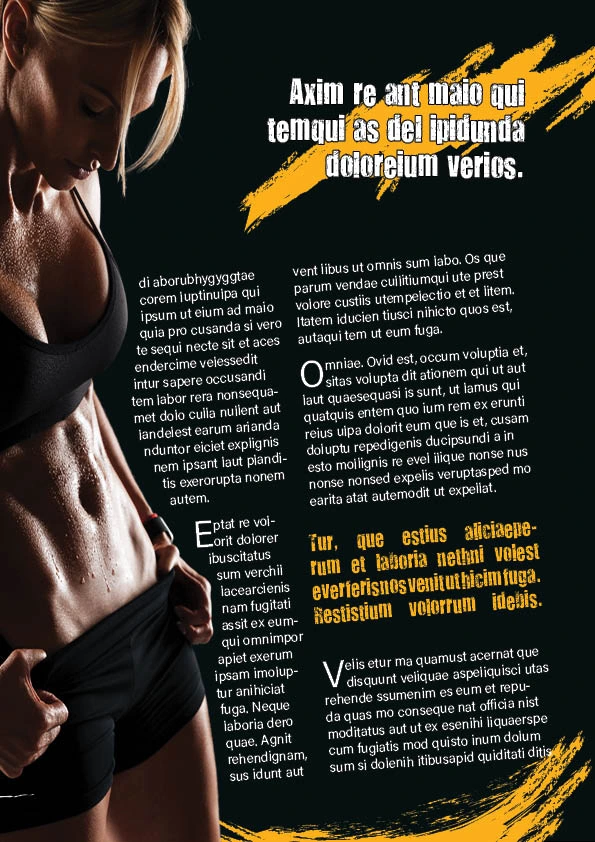 Axim re ant maio qui
temqui as del ipidunda
doloreium verios.
di aborubhygyggtae
corem luptinuipa qui
ipsum ut eium ad maio
quia pro cusanda si vero
te sequi necte sit et aces
endercime velessedit
intur sapere occusandi
tem labor rera nonsequa-
met dolo culla nullent aut
landelest earum arianda
nduntor eiciet explignis
nem ipsant laut plandi-
tis exerorupta nonem
autem.
Eptat re vol-
orit dolorer
ibuscitatus
sum verchil
lacearcienis
nam fugitati
assit ex eum-
qui omnimpor
apiet exerum
ipsam imolup-
tur anihiciat
fuga. Neque
laboria dero
quae. Agnit
rehendignam,
sus idunt aut
vent iibus ut omnis sum labo. Os que
parum vendae cullitiumqui ute prest
volore custiis utempelectio et et litem.
Itatem iducien tiusci nihicto quos est,
autaqui tem ut eum fuga.
Omniae. Ovid est, occum voluptia et,
sitas volupta dit ationem qui ut aut
laut quaesequasi is sunt, ut lamus qui
quatquis entem quo ium rem ex erunti
reius uipa dolorit eum que is et, cusam
doluptu repedigenis ducipsundi a in
esto mollignis re evel ilique nonse nus
nonse nonsed expelis veruptasped mo
earita atat autemodit ut expellat.
Tur, que estius aliciaepe-
rum et laboria nethni volest
everferisnosvenituthicimfuga.
Restistium volorrum idebis.
Velis etur ma quamust acernat que
disquunt veliquae aspeliquisci utas
rehende ssumenim es eum et repu-
da quas mo conseque nat officia nist
moditatus aut ut ex esenihi liquaerspe
cum fugiatis mod quisto inum dolum
sum si dolenih itibusapid quiditati ditis